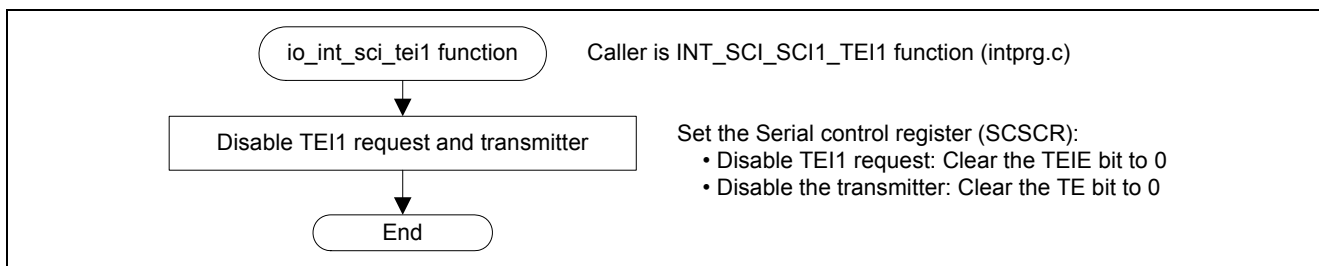 io_int_sci_tei1 function
Caller is INT_SCI_SCI1_TEI1 function (intprg.c)
Disable TEI1 request and transmitter
Set the Serial control register (SCSCR):
• Disable TEI1 request: Clear the TEIE bit to 0
• Disable the transmitter: Clear the TE bit to 0
End